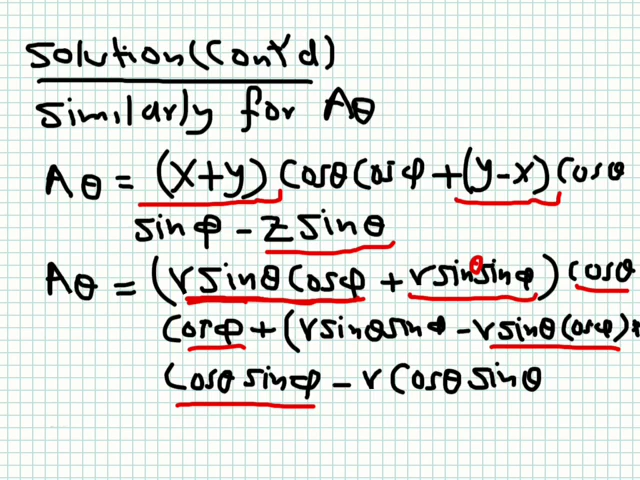 Solution(Cont'd)
Similarly for Aθ
Aθ = (x+y) Cosθ Cosφ + (y-x) Cosθ
sinφ - z sinθ
Aθ = (r sinθ Cosφ + r sinθ sinφ) Cosθ
Cosφ + (r sinθ sinφ - r sinθ Cosφ) *
Cosθ sinφ - r Cosθ sinθ